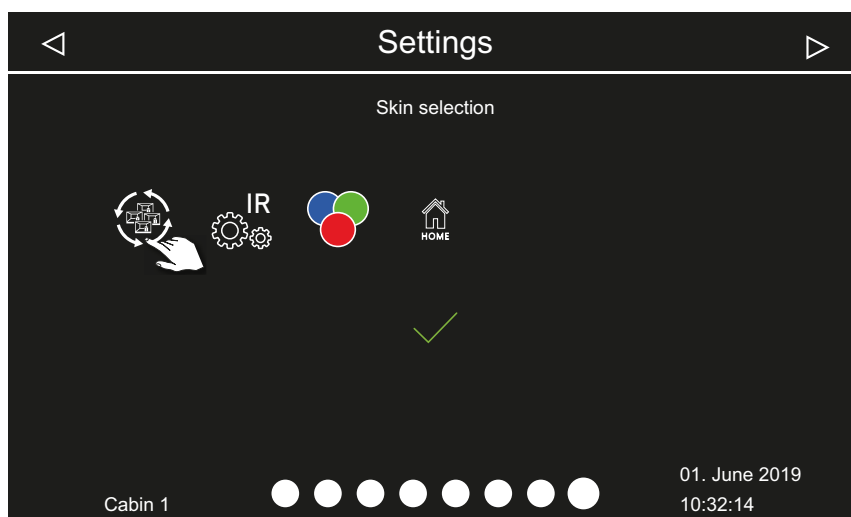 Settings
Skin selection
IR
HOME
Cabin 1
01. June 2019
10:32:14